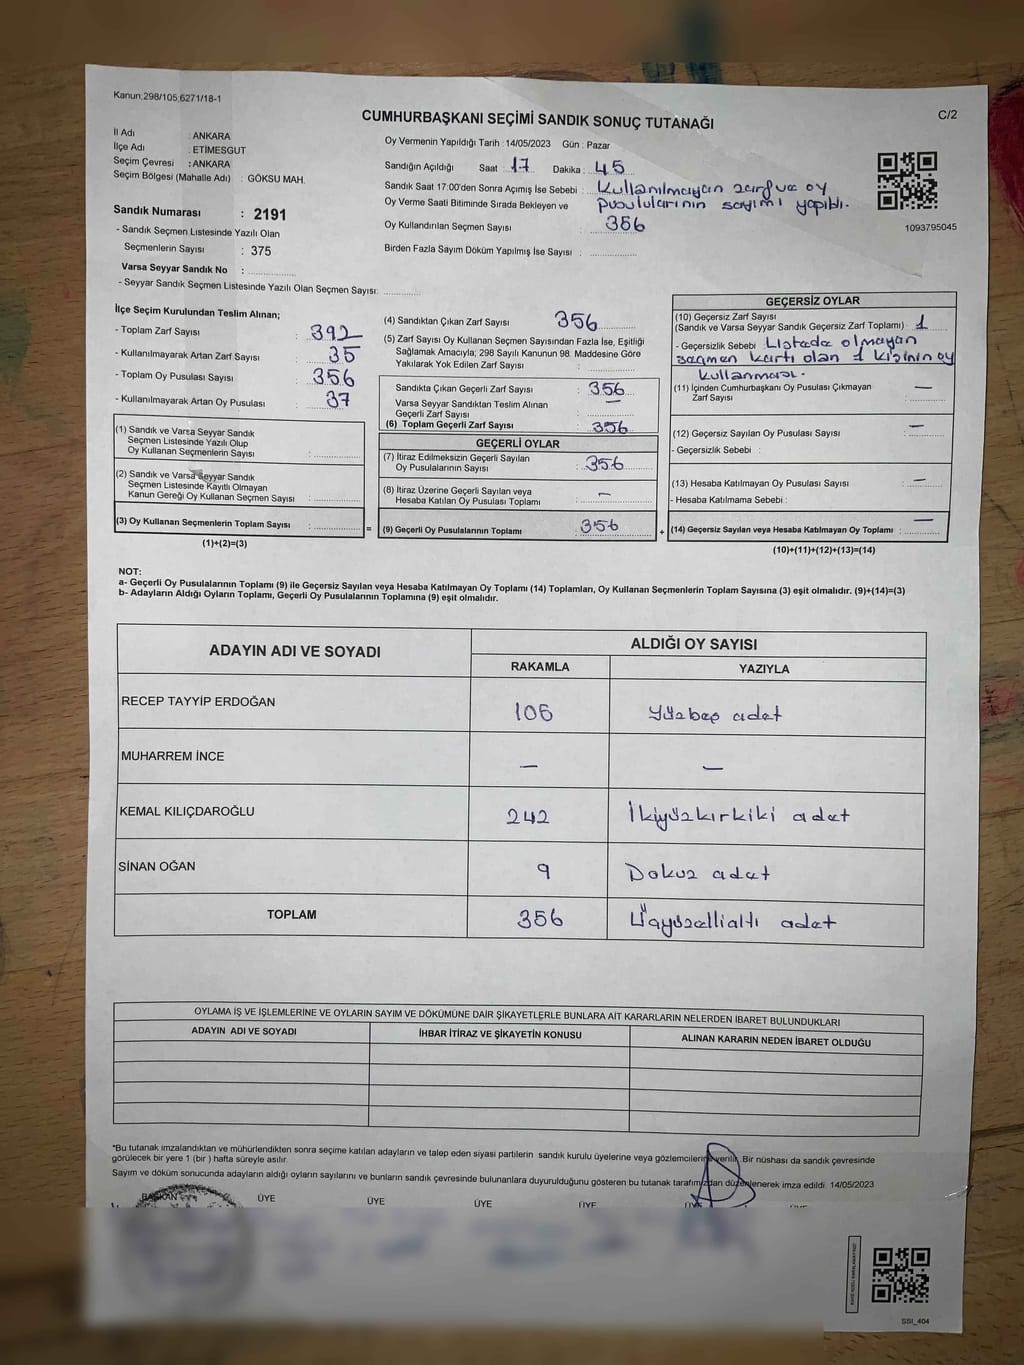 Kanun:298/105,6271/18-1
C/2
CUMHURBAŞKANI SEÇİMİ SANDIK SONUÇ TUTANAĞI
İl Adı : ANKARA
İlçe Adı : ETİMESGUT
Seçim Çevresi : ANKARA
Seçim Bölgesi (Mahalle Adı) : GÖKSU MAH.
Sandık Numarası : 2191
- Sandık Seçmen Listesinde Yazılı Olan
Seçmenlerin Sayısı : 375
Varsa Seyyar Sandık No :
- Seyyar Sandık Seçmen Listesinde Yazılı Olan Seçmen Sayısı:
Oy Vermenin Yapıldığı Tarih : 14/05/2023 Gün : Pazar
Sandığın Açıldığı Saat : 17 Dakika : 45
Sandık Saat 17:00'den Sonra Açımış İse Sebebi : Kullanılmayan zarf ve oy
Oy Verme Saati Bitiminde Sırada Bekleyen ve pusulularının sayımı yapıldı.
Oy Kullandırılan Seçmen Sayısı : 356
Birden Fazla Sayım Döküm Yapılmış İse Sayısı :
1093795045
İlçe Seçim Kurulundan Teslim Alınan;
- Toplam Zarf Sayısı : 392
- Kullanılmayarak Artan Zarf Sayısı : 35
- Toplam Oy Pusulası Sayısı : 356
- Kullanılmayarak Artan Oy Pusulası : 37
(1) Sandık ve Varsa Seyyar Sandık
Seçmen Listesinde Yazılı Olup
Oy Kullanan Seçmenlerin Sayısı :
(2) Sandık ve Varsa Seyyar Sandık
Seçmen Listesinde Kayıtlı Olmayan
Kanun Gereği Oy Kullanan Seçmen Sayısı :
(3) Oy Kullanan Seçmenlerin Toplam Sayısı :
(1)+(2)=(3)
=
(4) Sandıktan Çıkan Zarf Sayısı : 356
(5) Zarf Sayısı Oy Kullanan Seçmen Sayısından Fazla İse, Eşitliği
Sağlamak Amacıyla; 298 Sayılı Kanunun 98. Maddesine Göre
Yakılarak Yok Edilen Zarf Sayısı :
Sandıkta Çıkan Geçerli Zarf Sayısı : 356
Varsa Seyyar Sandıktan Teslim Alınan —
Geçerli Zarf Sayısı :
(6) Toplam Geçerli Zarf Sayısı : 356
GEÇERLİ OYLAR
(7) İtiraz Edilmeksizin Geçerli Sayılan
Oy Pusulalarının Sayısı : 356
(8) İtiraz Üzerine Geçerli Sayılan veya
Hesaba Katılan Oy Pusulası Toplamı : —
(9) Geçerli Oy Pusulalarının Toplamı : 356
+
GEÇERSİZ OYLAR
(10) Geçersiz Zarf Sayısı
(Sandık ve Varsa Seyyar Sandık Geçersiz Zarf Toplamı) : 1
- Geçersizlik Sebebi : Listede olmayan
seçmen kartı olan 1 kişinin oy
kullanması.
(11) İçinden Cumhurbaşkanı Oy Pusulası Çıkmayan —
Zarf Sayısı :
(12) Geçersiz Sayılan Oy Pusulası Sayısı : —
- Geçersizlik Sebebi :
(13) Hesaba Katılmayan Oy Pusulası Sayısı : —
- Hesaba Katılmama Sebebi :
(14) Geçersiz Sayılan veya Hesaba Katılmayan Oy Toplamı : —
(10)+(11)+(12)+(13)=(14)
NOT:
a- Geçerli Oy Pusulalarının Toplamı (9) ile Geçersiz Sayılan veya Hesaba Katılmayan Oy Toplamı (14) Toplamları, Oy Kullanan Seçmenlerin Toplam Sayısına (3) eşit olmalıdır. (9)+(14)=(3)
b- Adayların Aldığı Oyların Toplamı, Geçerli Oy Pusulalarının Toplamına (9) eşit olmalıdır.
ADAYIN ADI VE SOYADI ALDIĞI OY SAYISI
RAKAMLA YAZIYLA
RECEP TAYYİP ERDOĞAN 105 Yüzbeş adet
MUHARREM İNCE — —
KEMAL KILIÇDAROĞLU 242 İkiyüzkırkiki adet
SİNAN OĞAN 9 Dokuz adet
TOPLAM 356 Üçyüzellialtı adet
OYLAMA İŞ VE İŞLEMLERİNE VE OYLARIN SAYIM VE DÖKÜMÜNE DAİR ŞİKAYETLERLE BUNLARA AİT KARARLARIN NELERDEN İBARET BULUNDUKLARI
ADAYIN ADI VE SOYADI İHBAR İTİRAZ VE ŞİKAYETİN KONUSU ALINAN KARARIN NEDEN İBARET OLDUĞU
"Bu tutanak imzalandıktan ve mühürlendikten sonra seçime katılan adayların ve talep eden siyasi partilerin sandık kurulu üyelerine veya gözlemcilerine verilir. Bir nüshası da sandık çevresinde
görülecek bir yere 1 (bir ) hafta süreyle asılır.
Sayım ve döküm sonucunda adayların aldığı oyların sayılarını ve bunların sandık çevresinde bulunanlara duyurulduğunu gösteren bu tutanak tarafımızdan düzenlenerek imza edildi. 14/05/2023
BAŞKAN ÜYE ÜYE ÜYE ÜYE ÜYE
SSI_404